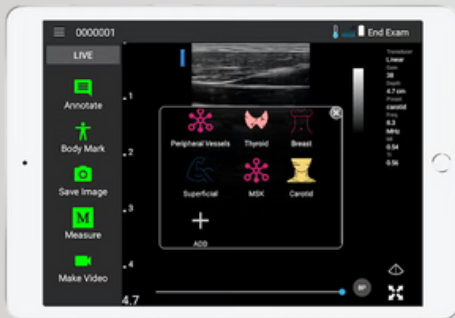 0000001
End Exam
LIVE
Annotate
Body Mark
Save Image
M
Measure
Make Video
.1
.2
.3
.4
4.7
Peripheral Vessels
Thyroid
Breast
Superficial
MSK
Carotid
ADD
BP
Transducer
Linear
Gain
38
Depth
4.7 cm
Preset
carotid
Freq
8.3
MHz
MI
0.54
TI
0.56